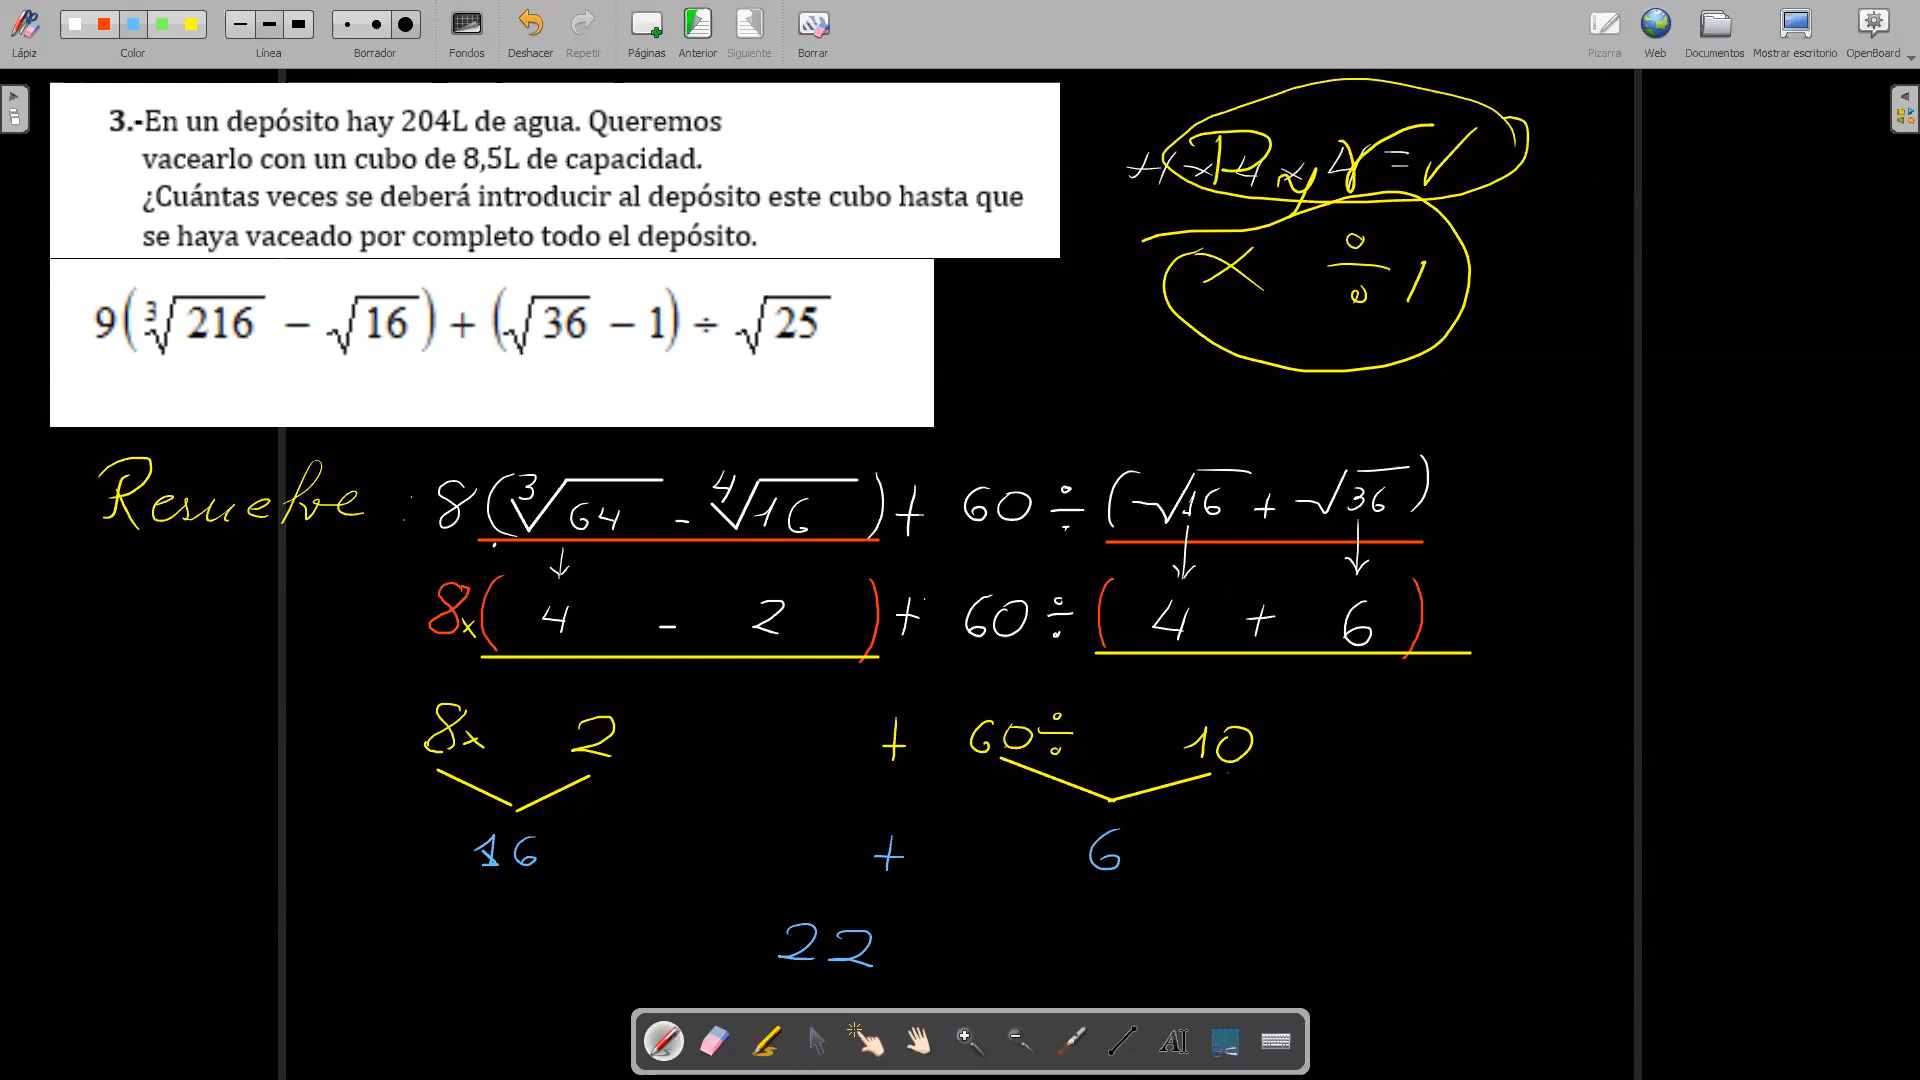 Lápiz Color Línea Borrador Fondos Deshacer Repetir Páginas Anterior Siguiente Borrar Pizarra Web Documentos Mostrar escritorio OpenBoard
3.-En un depósito hay 204L de agua. Queremos
vacearlo con un cubo de 8,5L de capacidad.
¿Cuántas veces se deberá introducir al depósito este cubo hasta que
se haya vaceado por completo todo el depósito.
9(∛216 − √16) + (√36 − 1) ÷ √25
x ÷
Resuelve : 8(∛64 - ∜16) + 60 ÷ (√16 + √36)
8x( 4 - 2 ) + 60 ÷ ( 4 + 6 )
8x 2 + 60 ÷ 10
16 + 6
22
AI